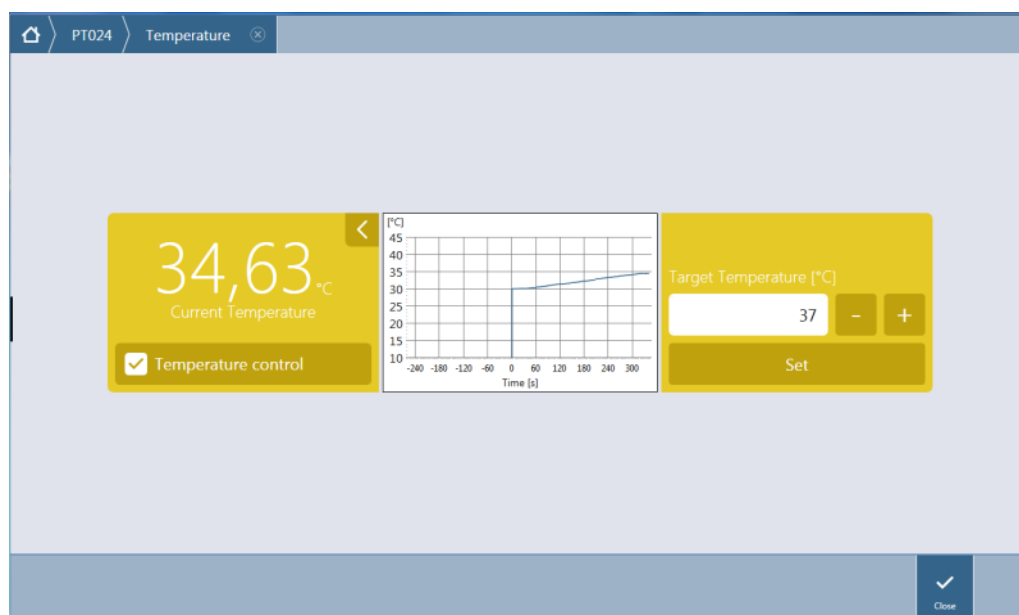 PT024 Temperature
34,63 °C
Current Temperature
Temperature control
[°C]
45
40
35
30
25
20
15
10
-240 -180 -120 -60 0 60 120 180 240 300
Time [s]
Target Temperature [°C]
37 - +
Set
Close